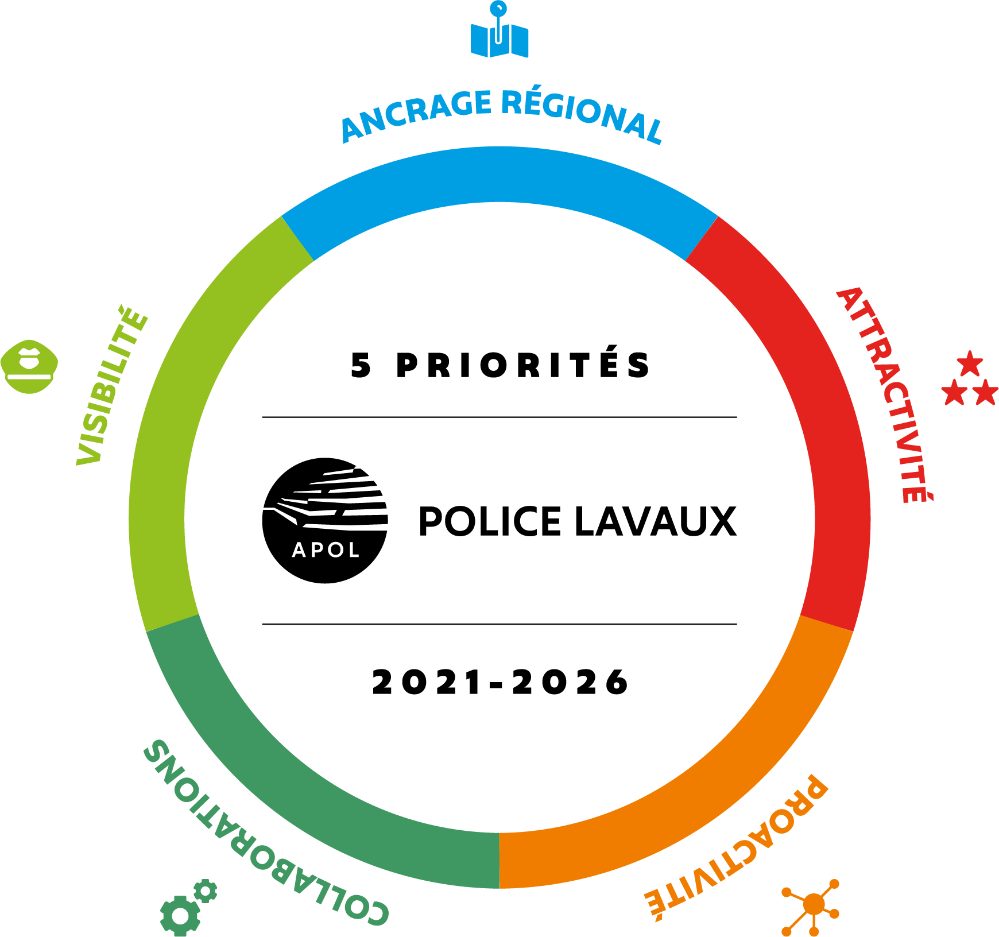 ANCRAGE RÉGIONAL
ATTRACTIVITÉ
PROACTIVITÉ
COLLABORATIONS
VISIBILITÉ
5 PRIORITÉS
APOL
POLICE LAVAUX
2021-2026